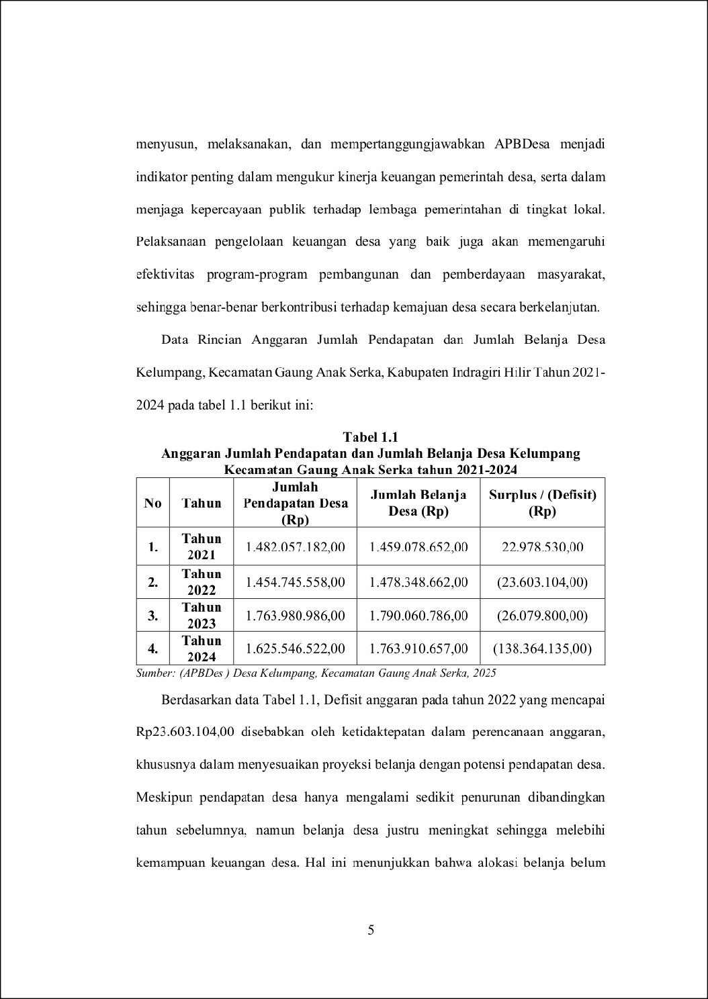 menyusun, melaksanakan, dan mempertanggungjawabkan APBDesa menjadi
indikator penting dalam mengukur kinerja keuangan pemerintah desa, serta dalam
menjaga kepercayaan publik terhadap lembaga pemerintahan di tingkat lokal.
Pelaksanaan pengelolaan keuangan desa yang baik juga akan memengaruhi
efektivitas program-program pembangunan dan pemberdayaan masyarakat,
sehingga benar-benar berkontribusi terhadap kemajuan desa secara berkelanjutan.
Data Rincian Anggaran Jumlah Pendapatan dan Jumlah Belanja Desa
Kelumpang, Kecamatan Gaung Anak Serka, Kabupaten Indragiri Hilir Tahun 2021-
2024 pada tabel 1.1 berikut ini:
Tabel 1.1
Anggaran Jumlah Pendapatan dan Jumlah Belanja Desa Kelumpang
Kecamatan Gaung Anak Serka tahun 2021-2024
No Tahun Jumlah Pendapatan Desa (Rp) Jumlah Belanja Desa (Rp) Surplus / (Defisit) (Rp)
1. Tahun 2021 1.482.057.182,00 1.459.078.652,00 22.978.530,00
2. Tahun 2022 1.454.745.558,00 1.478.348.662,00 (23.603.104,00)
3. Tahun 2023 1.763.980.986,00 1.790.060.786,00 (26.079.800,00)
4. Tahun 2024 1.625.546.522,00 1.763.910.657,00 (138.364.135,00)
Sumber: (APBDes ) Desa Kelumpang, Kecamatan Gaung Anak Serka, 2025
Berdasarkan data Tabel 1.1, Defisit anggaran pada tahun 2022 yang mencapai
Rp23.603.104,00 disebabkan oleh ketidaktepatan dalam perencanaan anggaran,
khususnya dalam menyesuaikan proyeksi belanja dengan potensi pendapatan desa.
Meskipun pendapatan desa hanya mengalami sedikit penurunan dibandingkan
tahun sebelumnya, namun belanja desa justru meningkat sehingga melebihi
kemampuan keuangan desa. Hal ini menunjukkan bahwa alokasi belanja belum
5